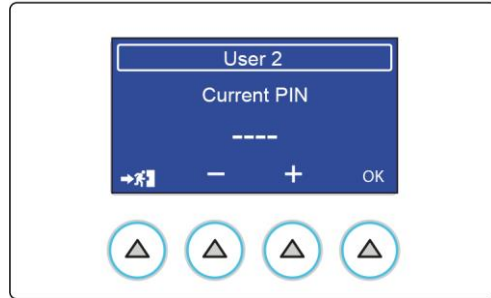 User 2
Current PIN
----
− + OK